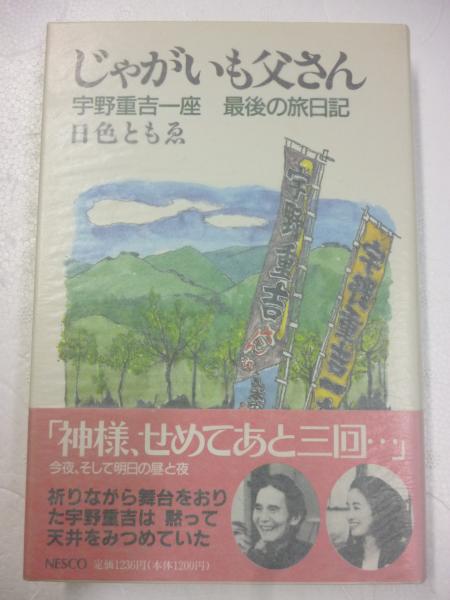 じゃがいも父さん
宇野重吉一座 最後の旅日記
日色ともゑ
宇野重吉
宇野重吉
「神様、せめてあと三回…」
今夜、そして明日の昼と夜
祈りながら舞台をおり
た宇野重吉は 黙って
天井をみつめていた
NESCO 定価1236円(本体1200円)